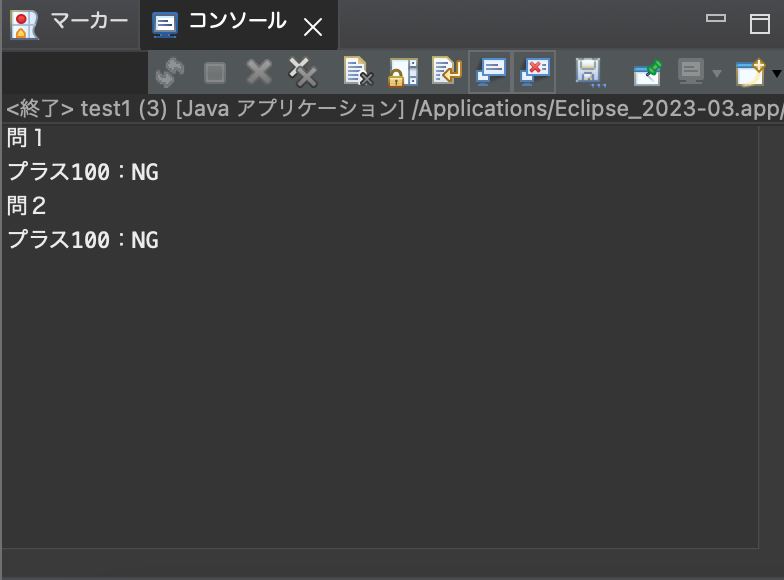 マーカー
コンソール
<終了> test1 (3) [Java アプリケーション] /Applications/Eclipse_2023-03.app/
問１
プラス100：NG
問２
プラス100：NG